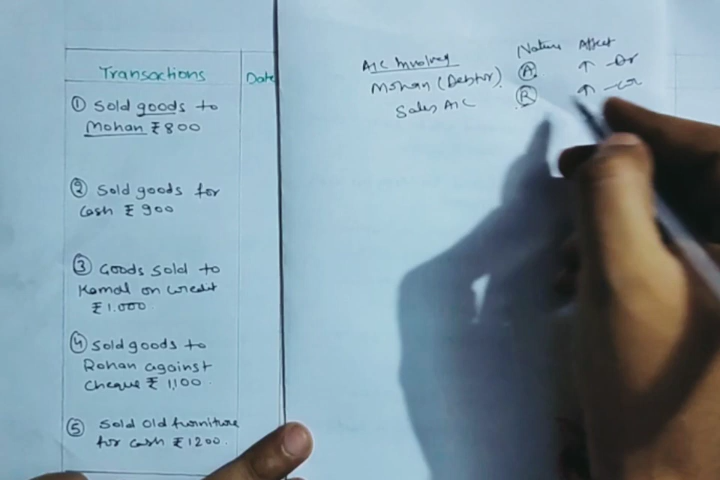 Transactions
Date
① Sold goods to
Mohan ₹ 800
② Sold goods for
cash ₹ 900
③ Goods sold to
Kamal on credit
₹ 1,000.
④ Sold goods to
Rohan against
cheque ₹ 1,100.
⑤ Sold Old furniture
for cash ₹ 1200.
A/c Involving Nature Affect
Mohan (Debtor). Ⓐ ↑ - Dr
Sales A/c Ⓡ ↑ - Cr